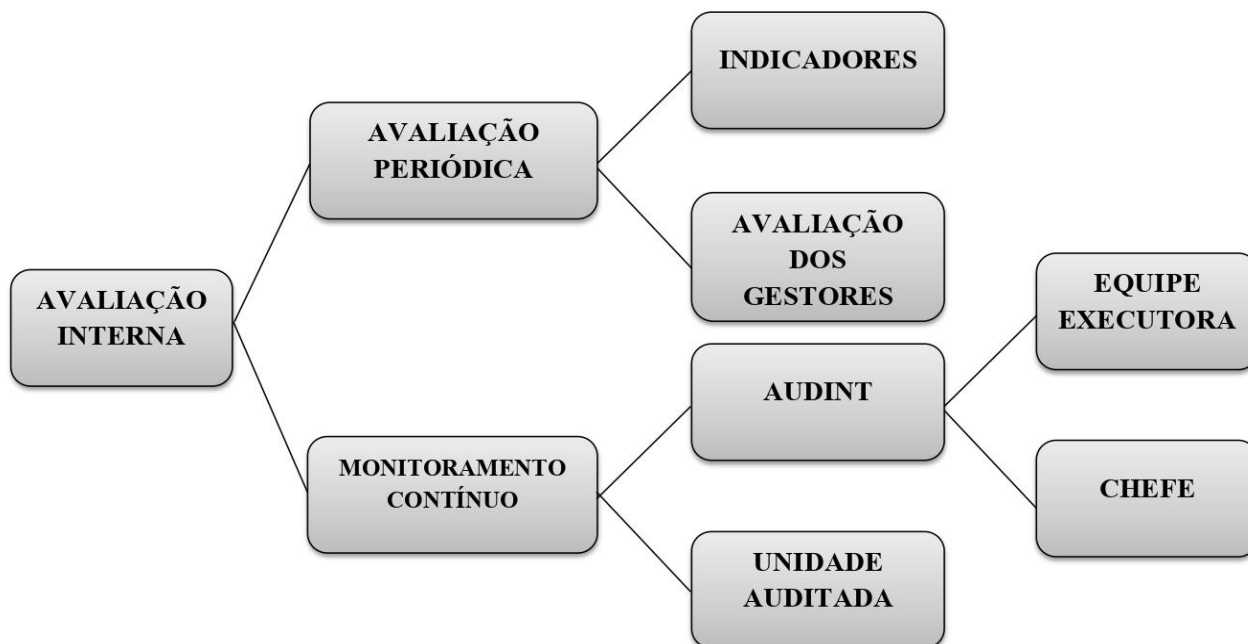 INDICADORES
AVALIAÇÃO
PERIÓDICA
AVALIAÇÃO
DOS
GESTORES
AVALIAÇÃO
INTERNA
EQUIPE
EXECUTORA
AUDINT
MONITORAMENTO
CONTÍNUO
CHEFE
UNIDADE
AUDITADA